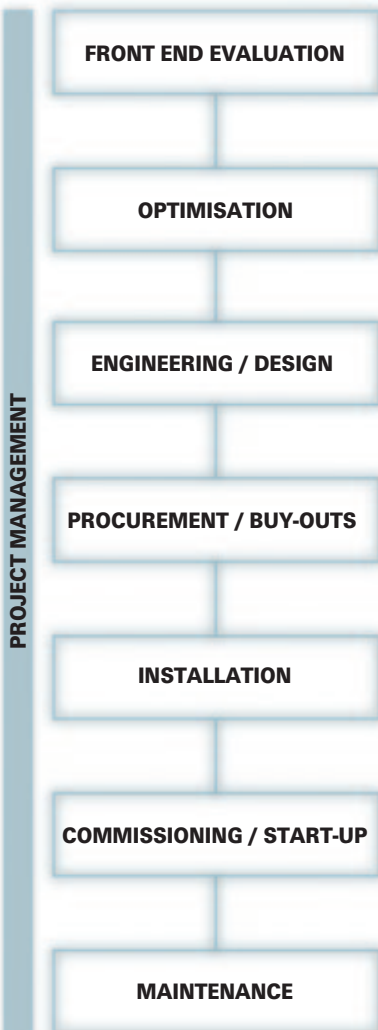 FRONT END EVALUATION
OPTIMISATION
ENGINEERING / DESIGN
PROJECT MANAGEMENT
PROCUREMENT / BUY-OUTS
INSTALLATION
COMMISSIONING / START-UP
MAINTENANCE